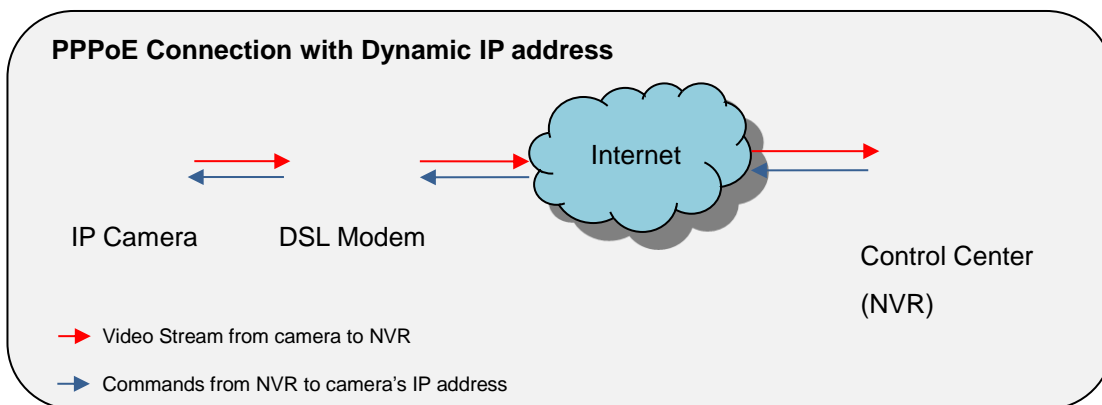 PPPoE Connection with Dynamic IP address
Internet
IP Camera
DSL Modem
Control Center
(NVR)
Video Stream from camera to NVR
Commands from NVR to camera's IP address